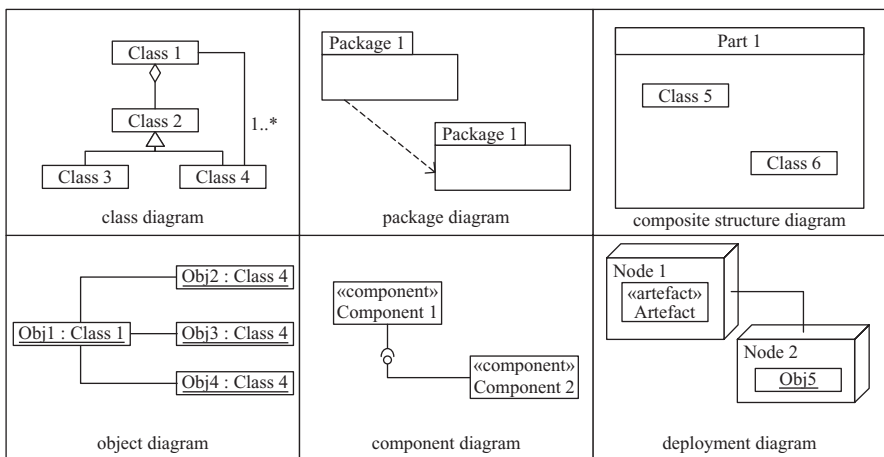 Class 1
Class 2
1..*
Class 3
Class 4
class diagram
Package 1
Package 1
package diagram
Part 1
Class 5
Class 6
composite structure diagram
Obj2 : Class 4
Obj1 : Class 1
Obj3 : Class 4
Obj4 : Class 4
object diagram
«component»
Component 1
«component»
Component 2
component diagram
Node 1
«artefact»
Artefact
Node 2
Obj5
deployment diagram